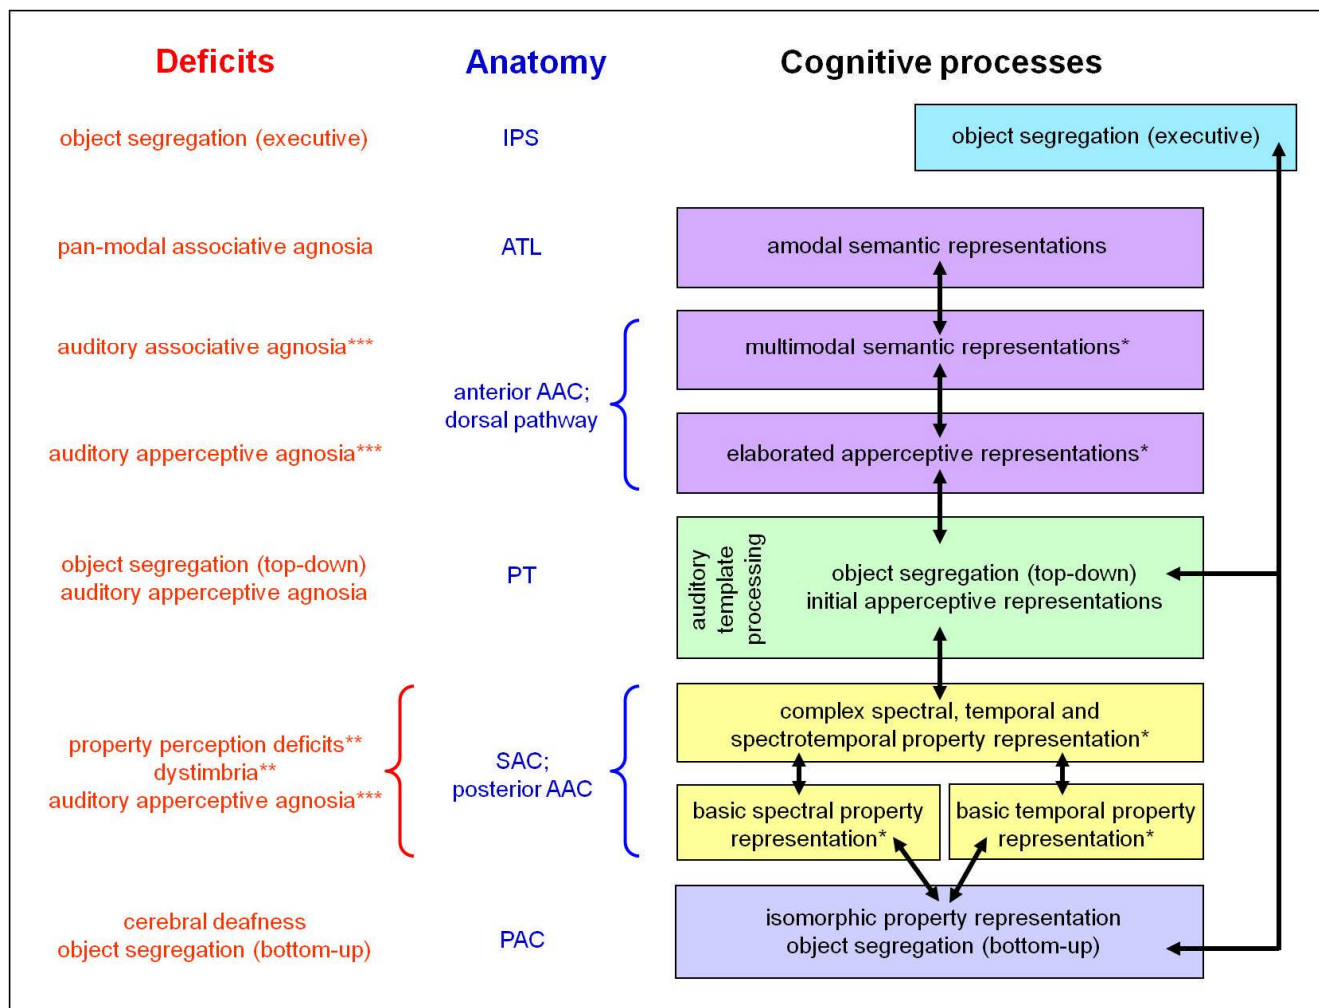 Deficits
Anatomy
Cognitive processes
object segregation (executive)
IPS
object segregation (executive)
pan-modal associative agnosia
ATL
amodal semantic representations
auditory associative agnosia***
multimodal semantic representations*
anterior AAC;
dorsal pathway
auditory apperceptive agnosia***
elaborated apperceptive representations*
object segregation (top-down)
auditory apperceptive agnosia
PT
auditory
template
processing
object segregation (top-down)
initial apperceptive representations
property perception deficits**
dystimbria**
auditory apperceptive agnosia***
SAC;
posterior AAC
complex spectral, temporal and
spectrotemporal property representation*
basic spectral property
representation*
basic temporal property
representation*
cerebral deafness
object segregation (bottom-up)
PAC
isomorphic property representation
object segregation (bottom-up)